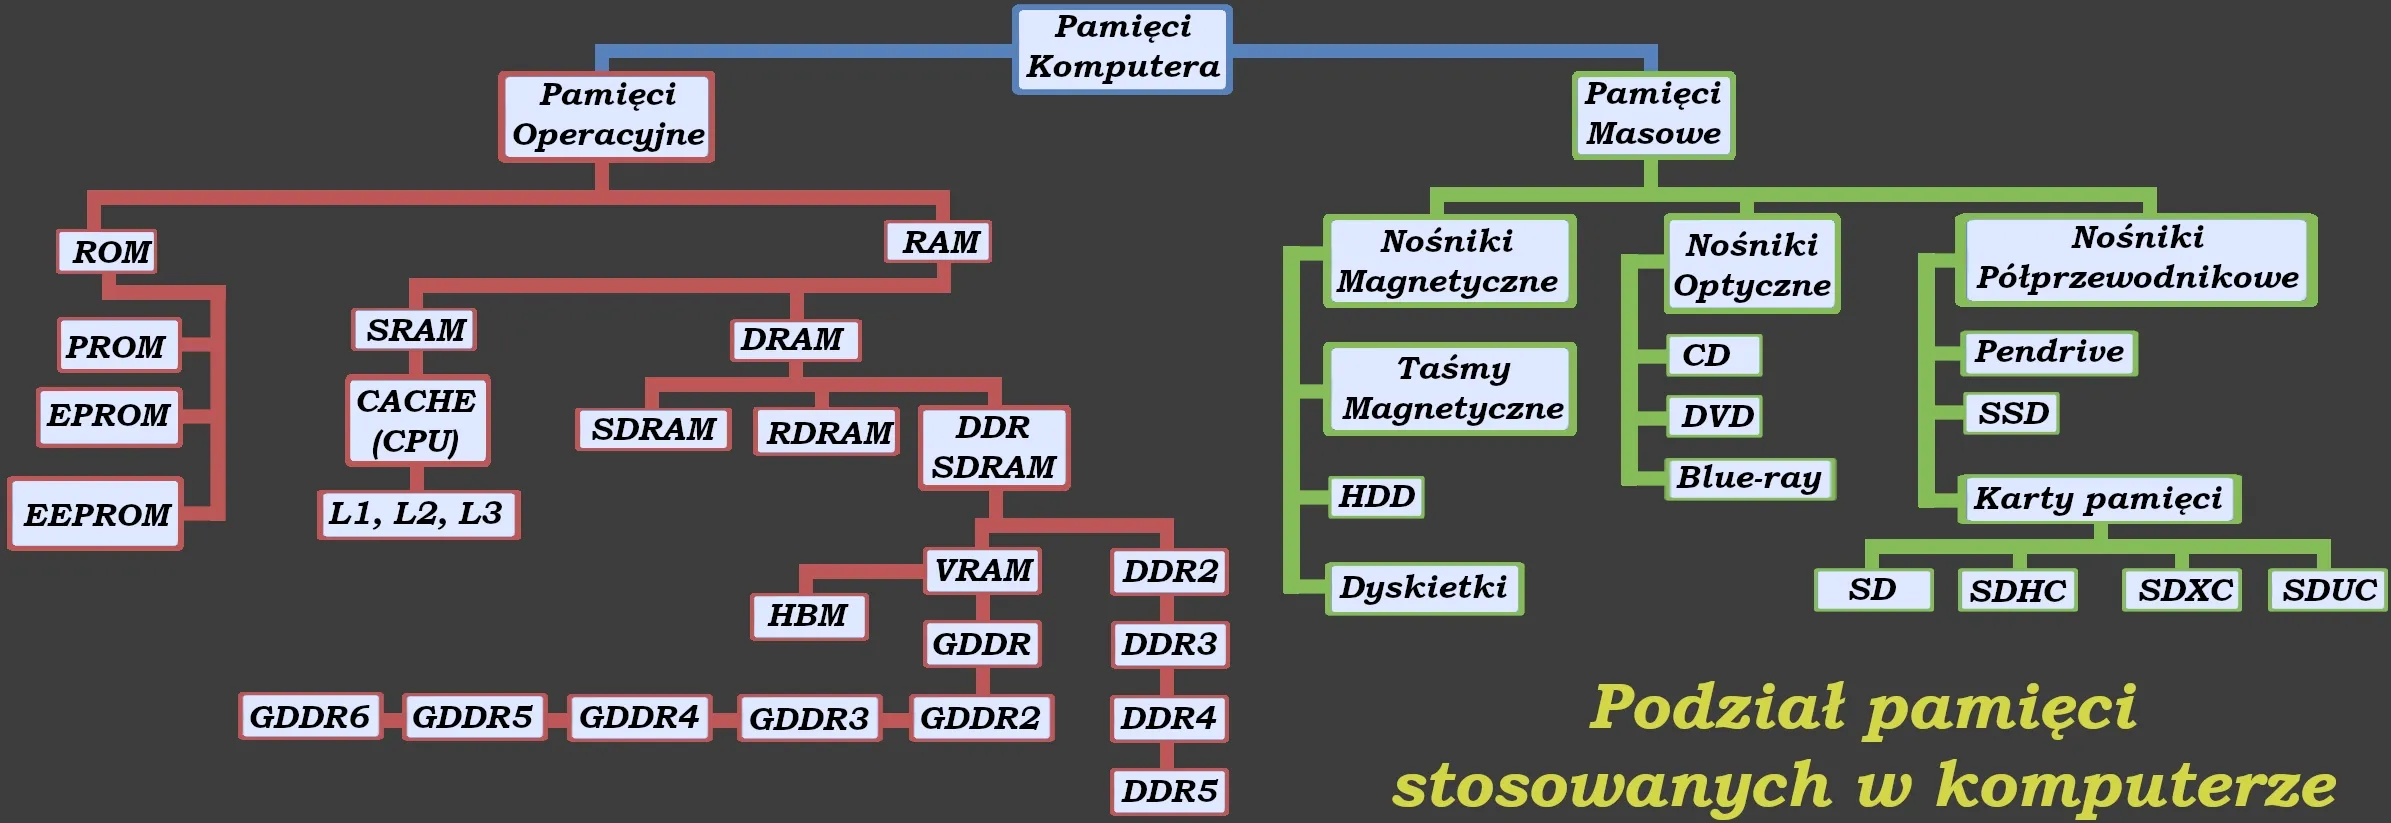 Pamięci
Komputera
Pamięci
Operacyjne
Pamięci
Masowe
ROM
RAM
PROM
EPROM
EEPROM
SRAM
CACHE
(CPU)
L1, L2, L3
DRAM
SDRAM
RDRAM
DDR
SDRAM
VRAM
HBM
GDDR
GDDR6
GDDR5
GDDR4
GDDR3
GDDR2
DDR2
DDR3
DDR4
DDR5
Nośniki
Magnetyczne
Taśmy
Magnetyczne
HDD
Dyskietki
Nośniki
Optyczne
CD
DVD
Blue-ray
Nośniki
Półprzewodnikowe
Pendrive
SSD
Karty pamięci
SD
SDHC
SDXC
SDUC
Podział pamięci
stosowanych w komputerze